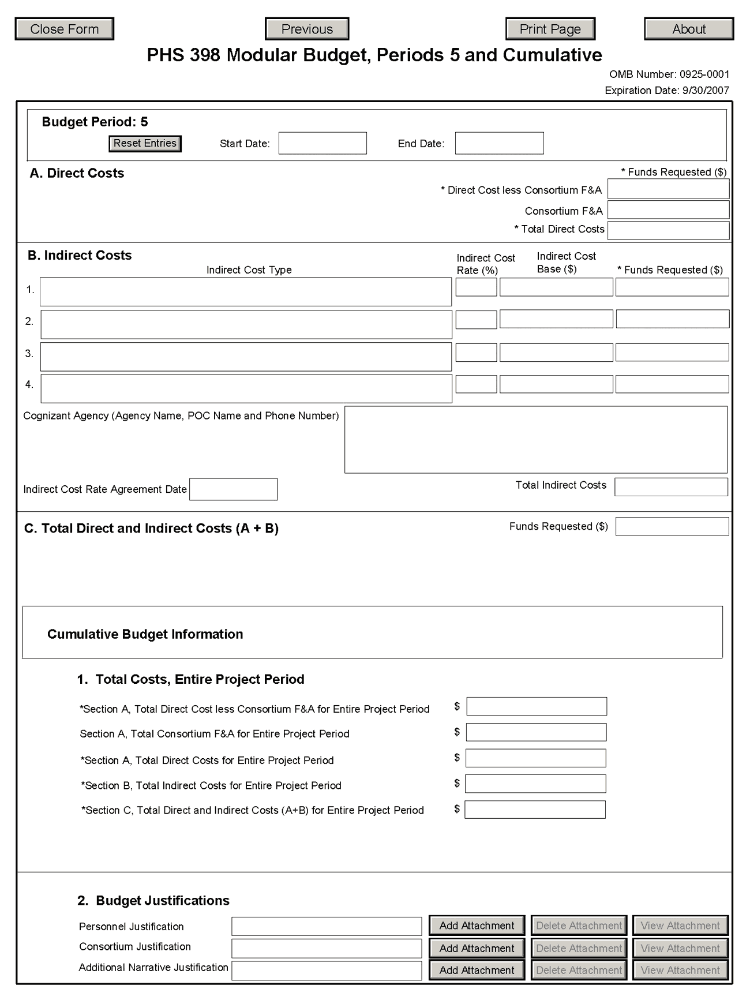 Close Form Previous Print Page About
PHS 398 Modular Budget, Periods 5 and Cumulative
OMB Number: 0925-0001
Expiration Date: 9/30/2007
Budget Period: 5
Reset Entries Start Date: End Date:
A. Direct Costs * Funds Requested ($)
* Direct Cost less Consortium F&A
Consortium F&A
* Total Direct Costs
B. Indirect Costs
Indirect Cost Type Indirect Cost Rate (%) Indirect Cost Base ($) * Funds Requested ($)
1.
2.
3.
4.
Cognizant Agency (Agency Name, POC Name and Phone Number)
Indirect Cost Rate Agreement Date Total Indirect Costs
C. Total Direct and Indirect Costs (A + B) Funds Requested ($)
Cumulative Budget Information
1. Total Costs, Entire Project Period
*Section A, Total Direct Cost less Consortium F&A for Entire Project Period $
Section A, Total Consortium F&A for Entire Project Period $
*Section A, Total Direct Costs for Entire Project Period $
*Section B, Total Indirect Costs for Entire Project Period $
*Section C, Total Direct and Indirect Costs (A+B) for Entire Project Period $
2. Budget Justifications
Personnel Justification Add Attachment Delete Attachment View Attachment
Consortium Justification Add Attachment Delete Attachment View Attachment
Additional Narrative Justification Add Attachment Delete Attachment View Attachment